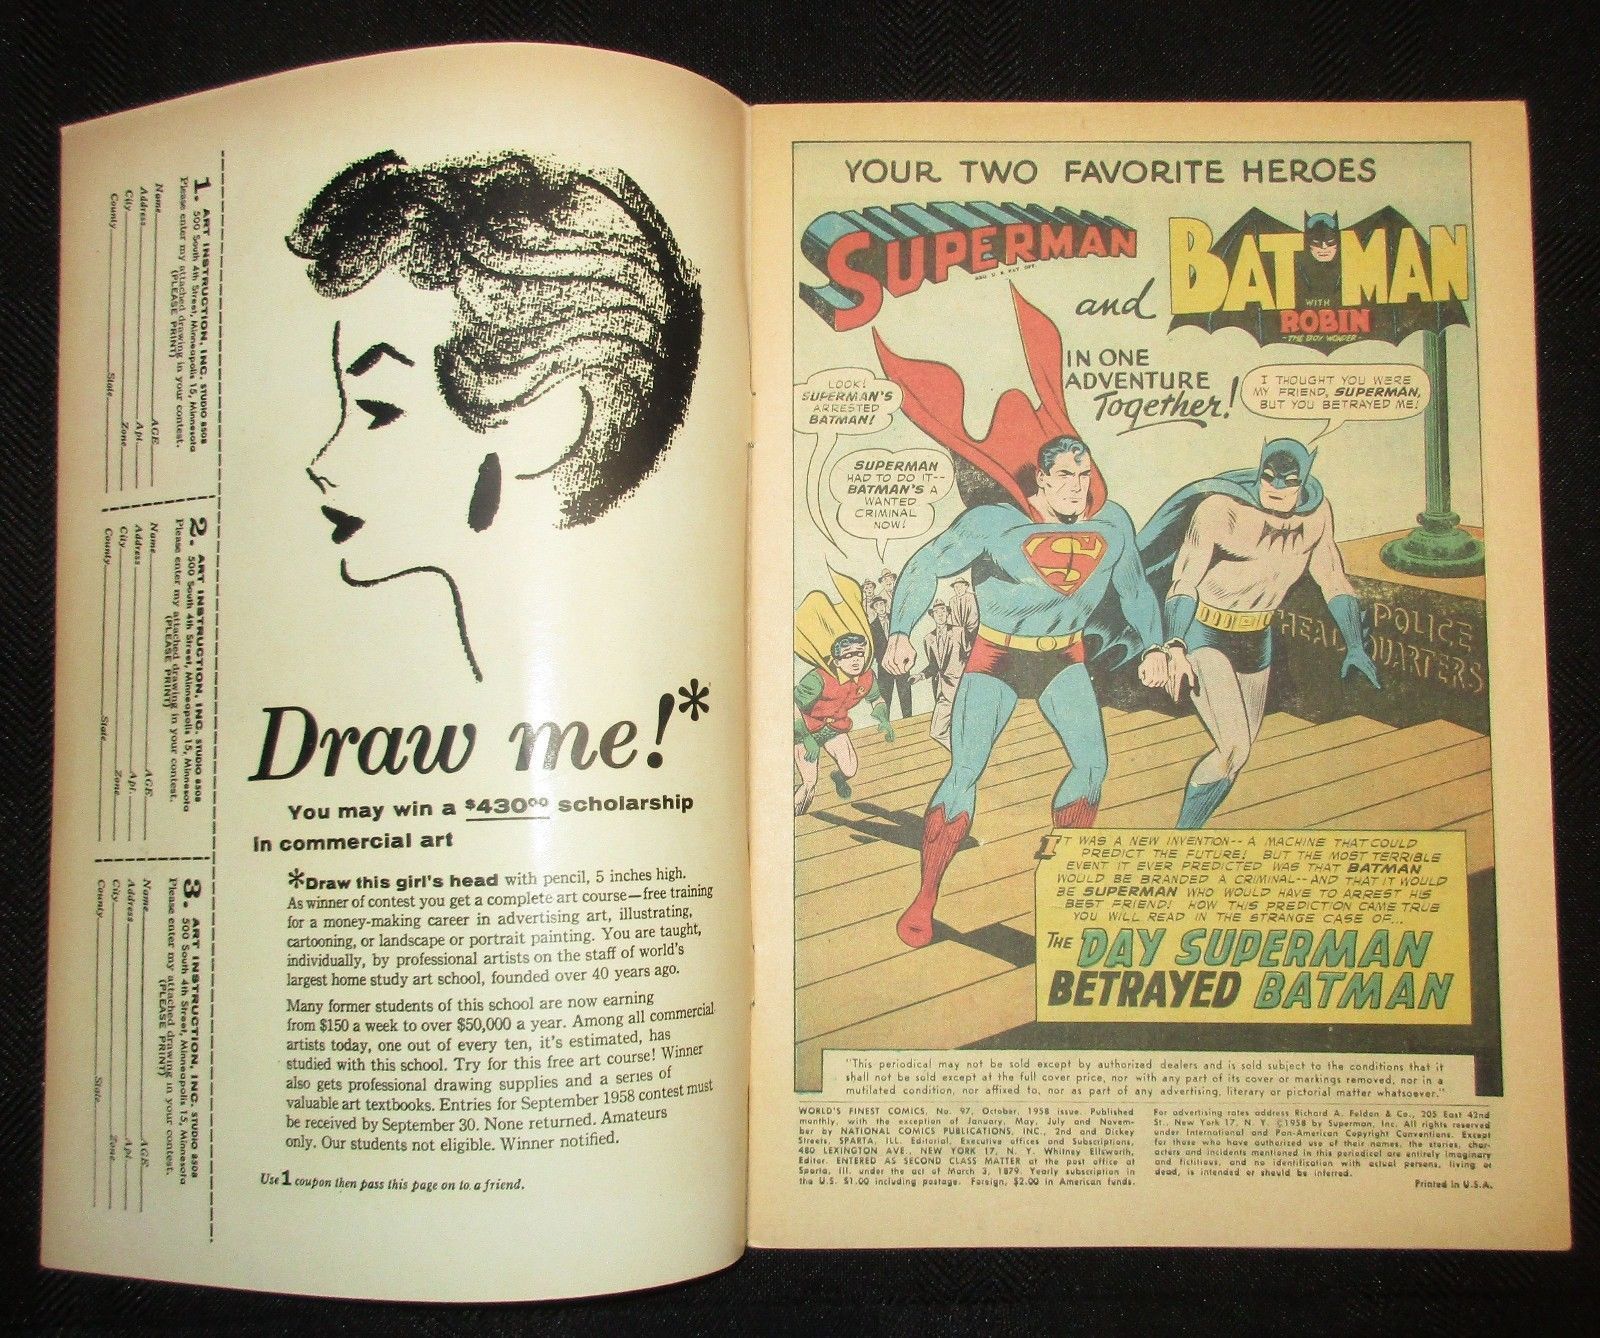 1. ART INSTRUCTION, INC. STUDIO 8508
500 South 4th Street, Minneapolis 15, Minnesota
Please enter my attached drawing in your contest.
(PLEASE PRINT)
Name AGE
Address Apt.
City Zone
County State
2. ART INSTRUCTION, INC. STUDIO 8508
500 South 4th Street, Minneapolis 15, Minnesota
Please enter my attached drawing in your contest.
(PLEASE PRINT)
Name AGE
Address Apt.
City Zone
County State
3. ART INSTRUCTION, INC. STUDIO 8508
500 South 4th Street, Minneapolis 15, Minnesota
Please enter my attached drawing in your contest.
(PLEASE PRINT)
Name AGE
Address Apt.
City Zone
County State
Draw me!*
You may win a $430.00 scholarship
in commercial art
*Draw this girl's head with pencil, 5 inches high.
As winner of contest you get a complete art course—free training
for a money-making career in advertising art, illustrating,
cartooning, or landscape or portrait painting. You are taught,
individually, by professional artists on the staff of world's
largest home study art school, founded over 40 years ago.
Many former students of this school are now earning
from $150 a week to over $50,000 a year. Among all commercial
artists today, one out of every ten, it's estimated, has
studied with this school. Try for this free art course! Winner
also gets professional drawing supplies and a series of
valuable art textbooks. Entries for September 1958 contest must
be received by September 30. None returned. Amateurs
only. Our students not eligible. Winner notified.
Use 1 coupon then pass this page on to a friend.
YOUR TWO FAVORITE HEROES
SUPERMAN
REG. U. S. PAT. OFF.
and
BATMAN
WITH
ROBIN
-THE BOY WONDER-
IN ONE
ADVENTURE
Together!
LOOK!
SUPERMAN'S
ARRESTED
BATMAN!
SUPERMAN
HAD TO DO IT--
BATMAN'S A
WANTED
CRIMINAL
NOW!
I THOUGHT YOU WERE
MY FRIEND, SUPERMAN,
BUT YOU BETRAYED ME!
POLICE
HEADQUARTERS
IT WAS A NEW INVENTION-- A MACHINE THAT COULD
PREDICT THE FUTURE! BUT THE MOST TERRIBLE
EVENT IT EVER PREDICTED WAS THAT BATMAN
WOULD BE BRANDED A CRIMINAL--AND THAT IT WOULD
BE SUPERMAN WHO WOULD HAVE TO ARREST HIS
BEST FRIEND! HOW THIS PREDICTION CAME TRUE
YOU WILL READ IN THE STRANGE CASE OF...
THE DAY SUPERMAN
BETRAYED BATMAN
"This periodical may not be sold except by authorized dealers and is sold subject to the conditions that it
shall not be sold except at the full cover price, nor with any part of its cover or markings removed, nor in a
mutilated condition, nor affixed to, nor as part of any advertising, literary or pictorial matter whatsoever."
WORLD'S FINEST COMICS, No. 97, October, 1958 issue. Published
monthly, with the exception of January, May, July and Novem-
ber by NATIONAL COMICS PUBLICATIONS, INC., 2nd and Dickey
Streets, SPARTA, ILL. Editorial, Executive offices and Subscriptions,
480 LEXINGTON AVE., NEW YORK 17, N. Y. Whitney Ellsworth,
Editor. ENTERED AS SECOND CLASS MATTER at the post office at
Sparta, Ill. under the act of March 3, 1879. Yearly subscription in
the U.S. $1.00 including postage. Foreign, $2.00 in American funds.
For advertising rates address Richard A. Feldon & Co., 205 East 42nd
St., New York 17, N. Y. ©1958 by Superman, Inc. All rights reserved
under International and Pan-American Copyright Conventions. Except
for those who have authorized use of their names, the stories, char-
acters and incidents mentioned in this periodical are entirely imaginary
and fictitious, and no identification with actual persons, living or
dead, is intended or should be inferred.
Printed in U.S.A.